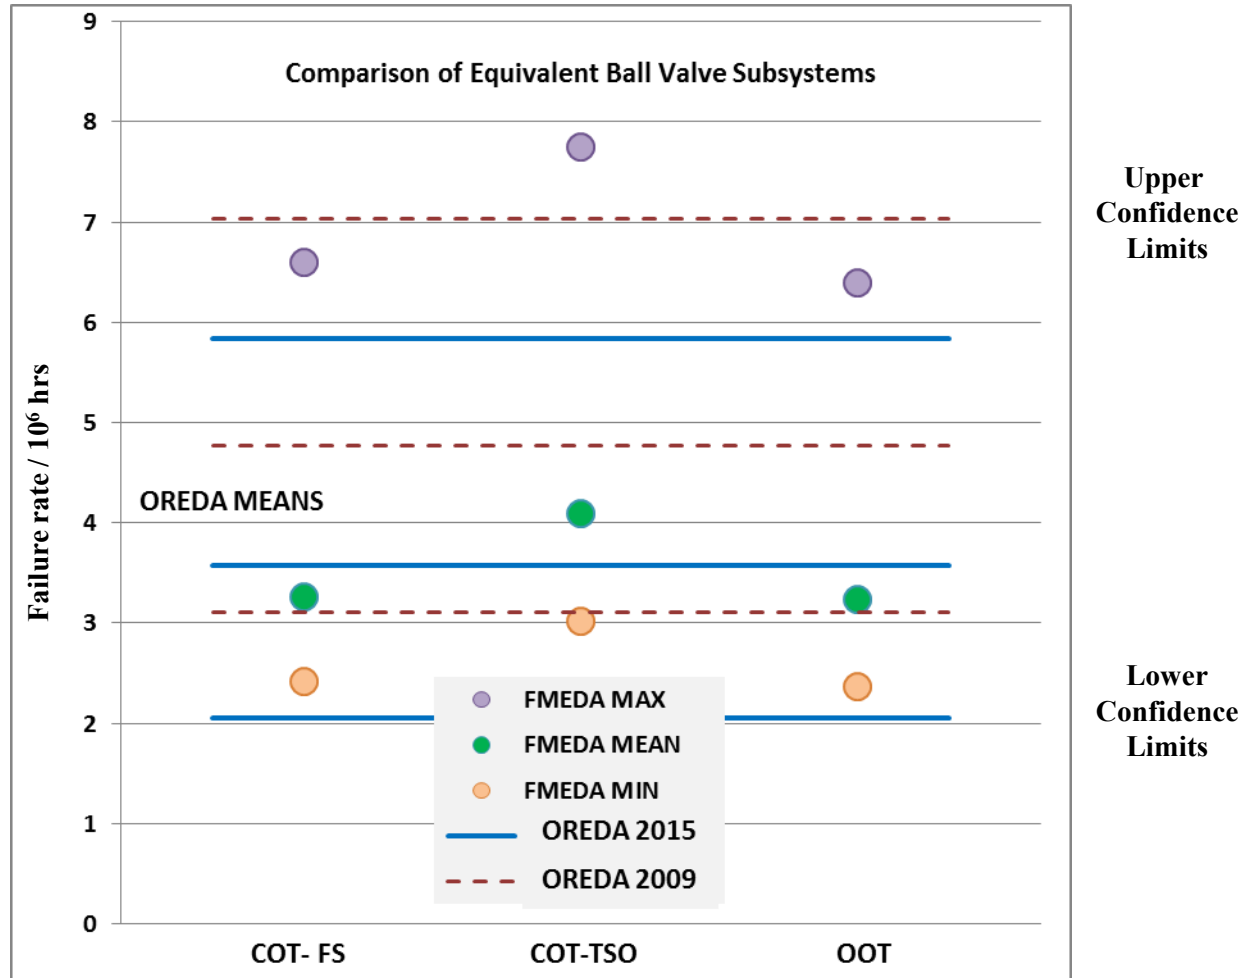 Comparison of Equivalent Ball Valve Subsystems
Failure rate / 10⁶ hrs
9
8
7
6
5
4
3
2
1
0
OREDA MEANS
FMEDA MAX
FMEDA MEAN
FMEDA MIN
OREDA 2015
OREDA 2009
COT- FS
COT-TSO
OOT
Upper
Confidence
Limits
Lower
Confidence
Limits